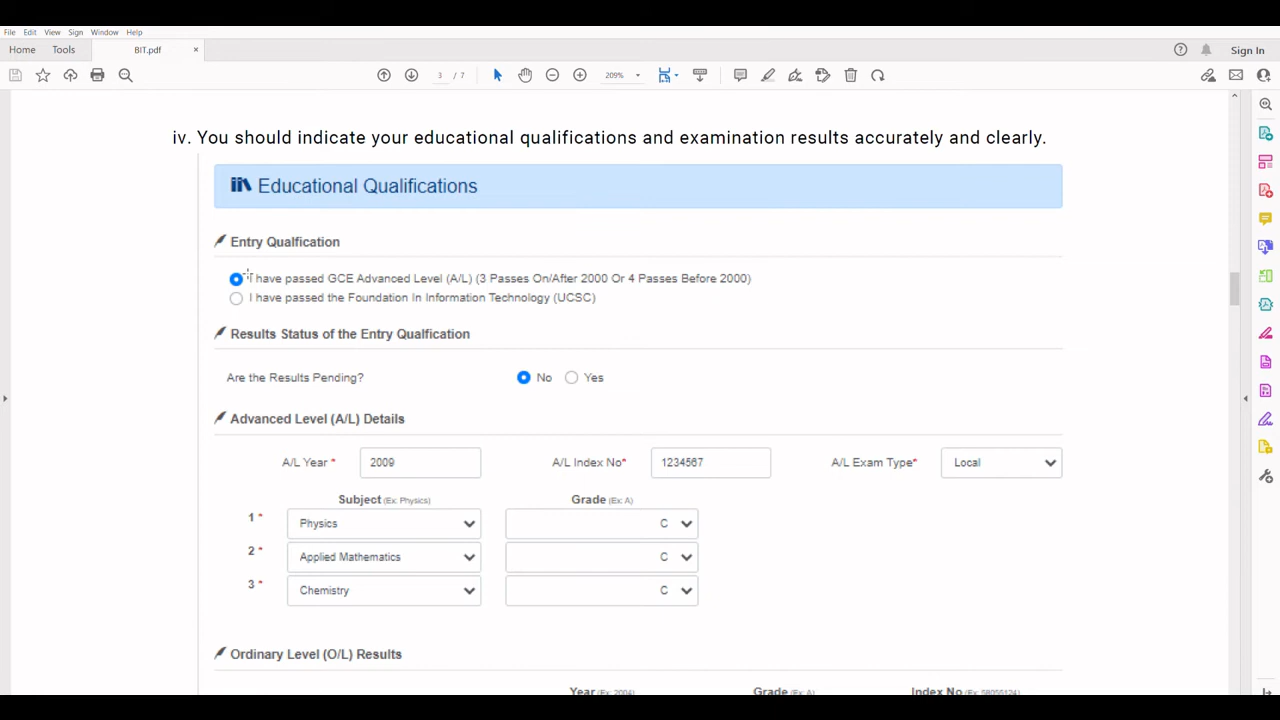 File Edit View Sign Window Help
Home Tools BIT.pdf × Sign In
3 / 7 209%
iv. You should indicate your educational qualifications and examination results accurately and clearly.
Educational Qualifications
Entry Qualfication
I have passed GCE Advanced Level (A/L) (3 Passes On/After 2000 Or 4 Passes Before 2000)
I have passed the Foundation In Information Technology (UCSC)
Results Status of the Entry Qualfication
Are the Results Pending? No Yes
Advanced Level (A/L) Details
A/L Year * 2009 A/L Index No* 1234567 A/L Exam Type* Local
Subject (Ex: Physics) Grade (Ex: A)
1 * Physics C
2 * Applied Mathematics C
3 * Chemistry C
Ordinary Level (O/L) Results
Year (Ex: 2004) Grade (Ex: A) Index No (Ex: 58055124)